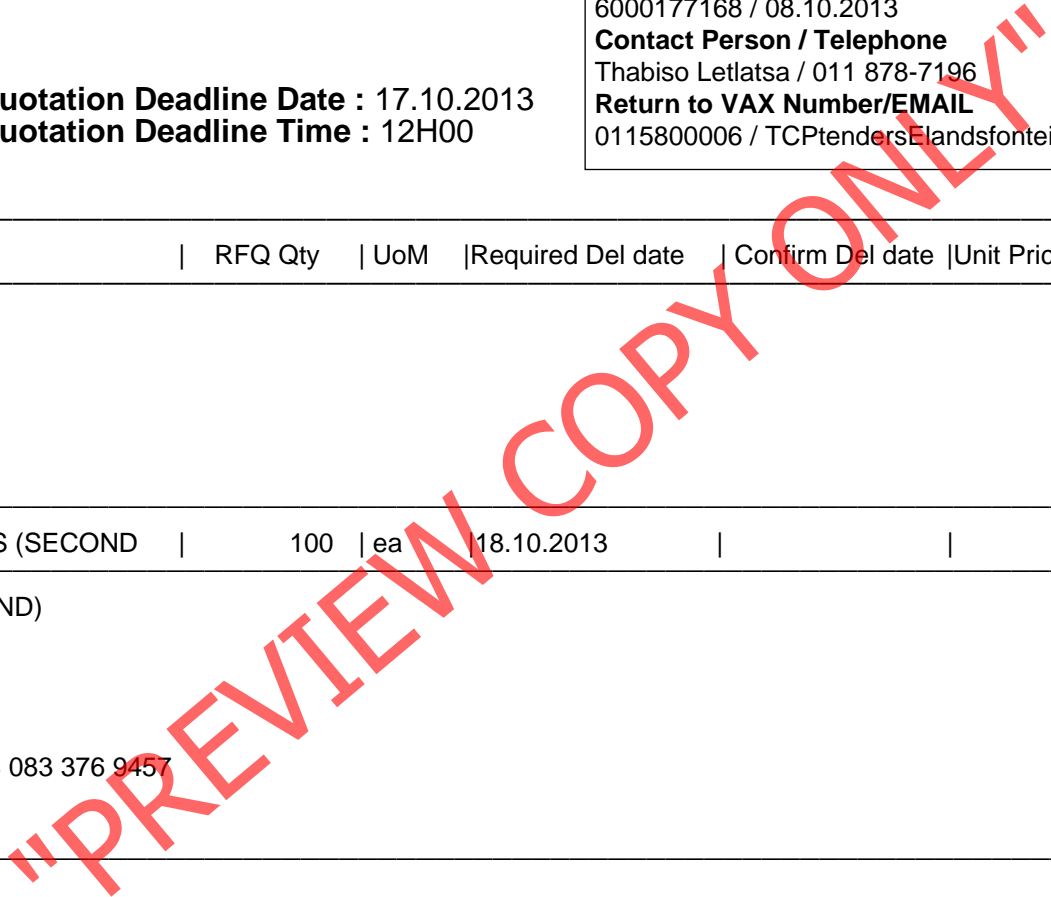 6000177168 / 08.10.2013
Contact Person / Telephone
Thabiso Letlatsa / 011 878-7196
Return to VAX Number/EMAIL
0115800006 / TCPtendersElandsfontei
uotation Deadline Date : 17.10.2013
uotation Deadline Time : 12H00
| RFQ Qty | UoM |Required Del date | Confirm Del date |Unit Pric
S (SECOND | 100 | ea |18.10.2013 | |
ND)
083 376 9457
"PREVIEW COPY ONLY"